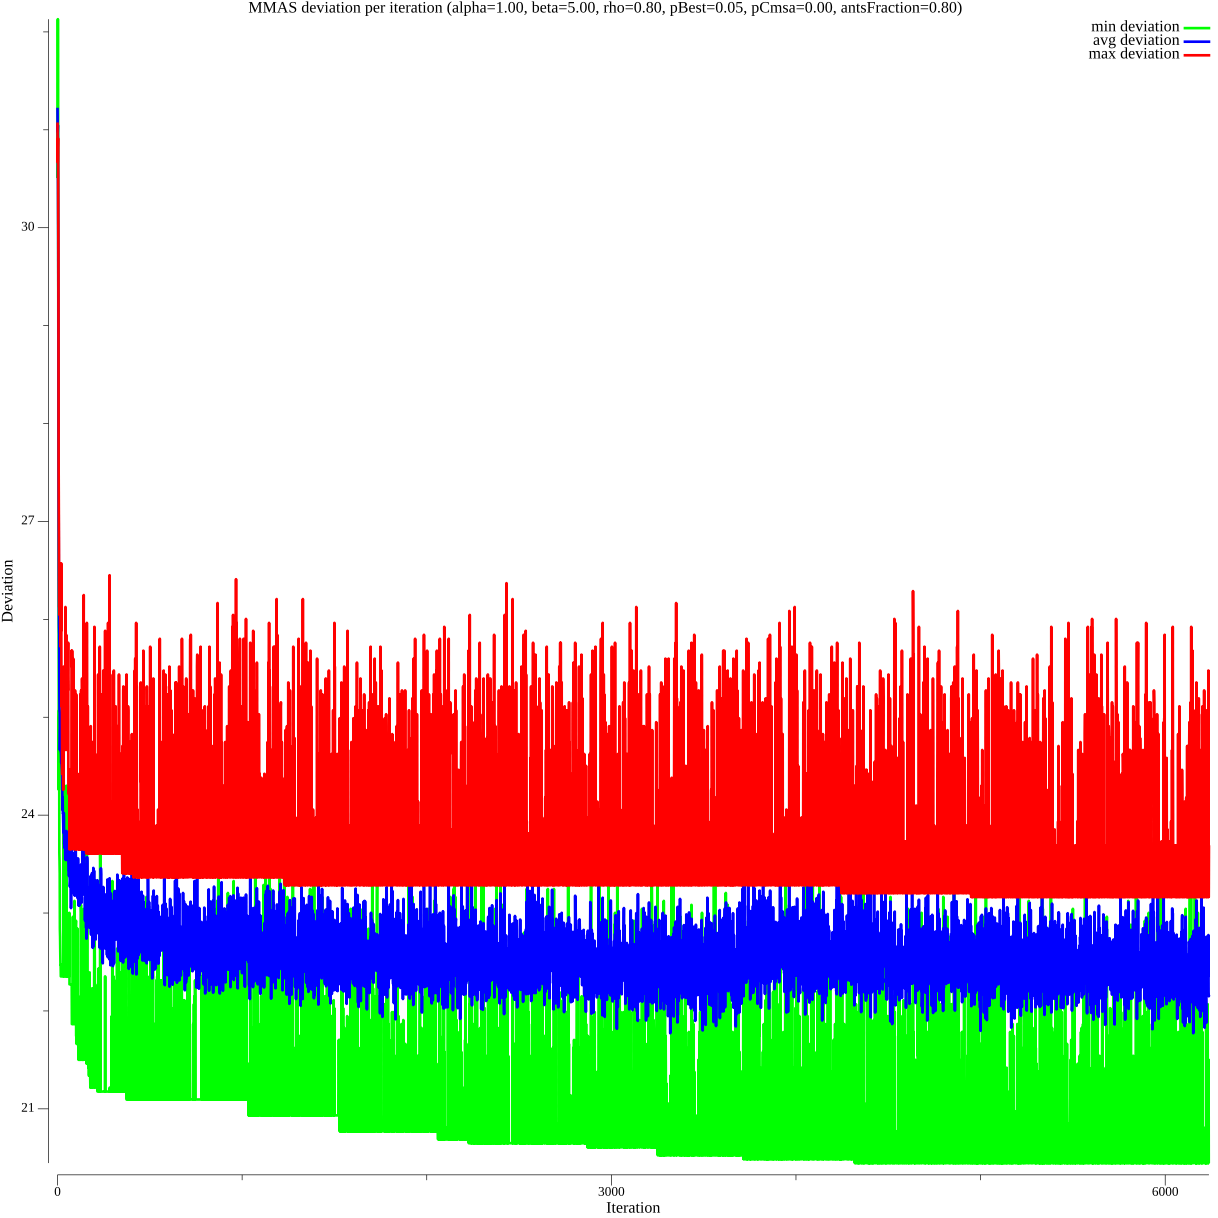 MMAS deviation per iteration (alpha=1.00, beta=5.00, rho=0.80, pBest=0.05, pCmsa=0.00, antsFraction=0.80)
min deviation
avg deviation
max deviation
30
27
Deviation
24
21
0
3000
6000
Iteration